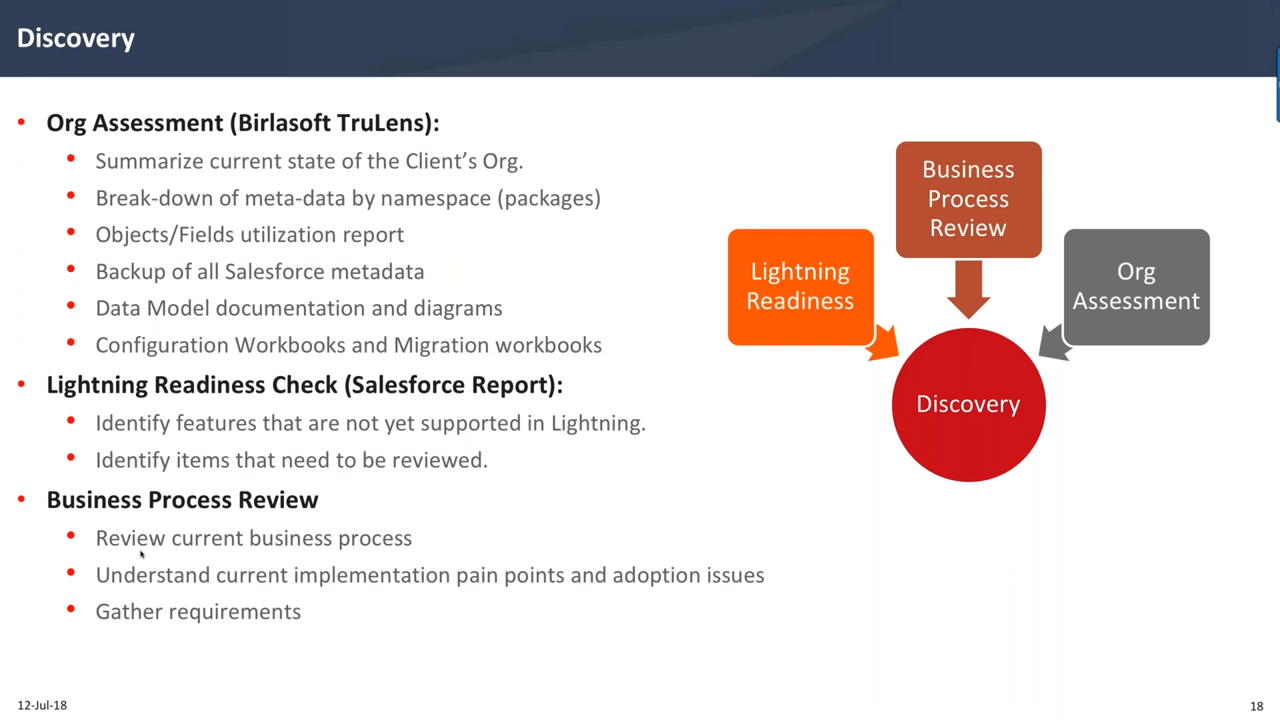 Discovery
Org Assessment (Birlasoft TruLens):
Summarize current state of the Client’s Org.
Break-down of meta-data by namespace (packages)
Objects/Fields utilization report
Backup of all Salesforce metadata
Data Model documentation and diagrams
Configuration Workbooks and Migration workbooks
Lightning Readiness Check (Salesforce Report):
Identify features that are not yet supported in Lightning.
Identify items that need to be reviewed.
Business Process Review
Review current business process
Understand current implementation pain points and adoption issues
Gather requirements
Business
Process
Review
Lightning
Readiness
Org
Assessment
Discovery
12-Jul-18
18